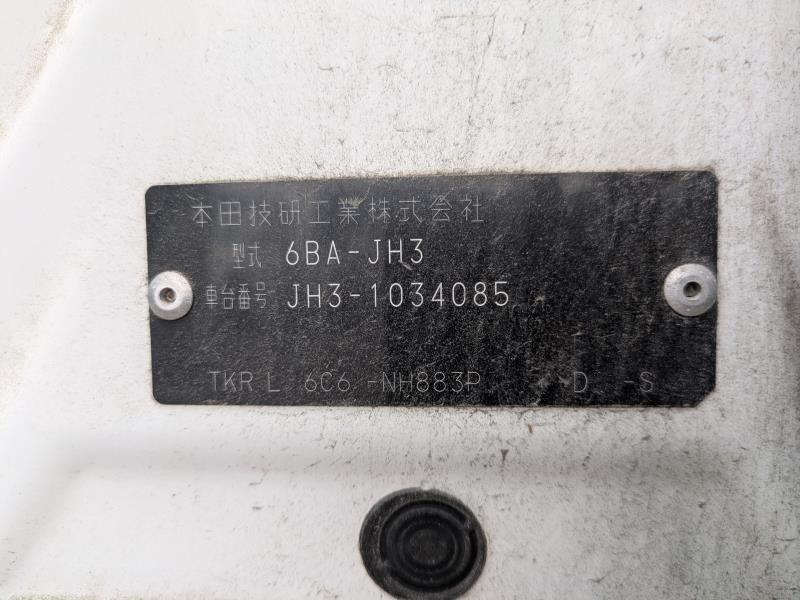 本田技研工業株式会社
型式 6BA-JH3
車台番号 JH3-1034085
TKR L 6C6 -NH883P -D -S